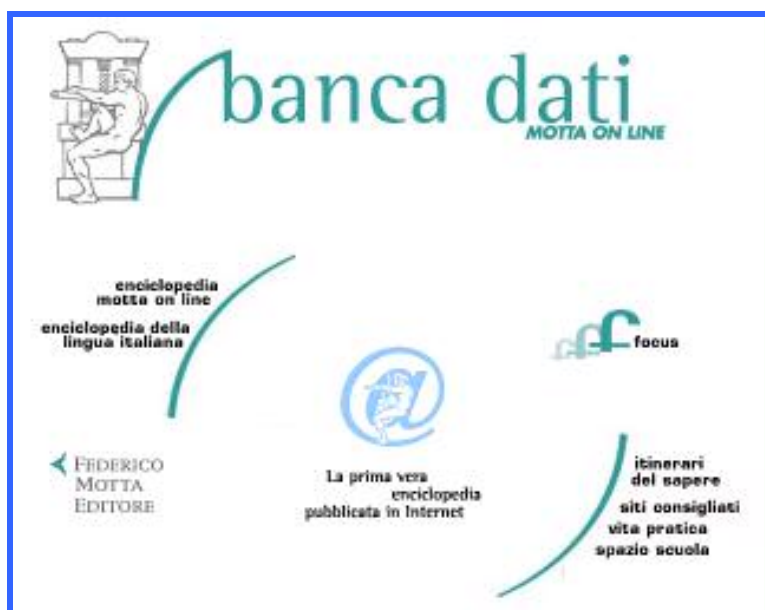 banca dati
MOTTA ON LINE
enciclopedia
motta on line
enciclopedia della
lingua italiana
fff focus
FEDERICO
MOTTA
EDITORE
La prima vera
enciclopedia
pubblicata in Internet
itinerari
del sapere
siti consigliati
vita pratica
spazio scuola